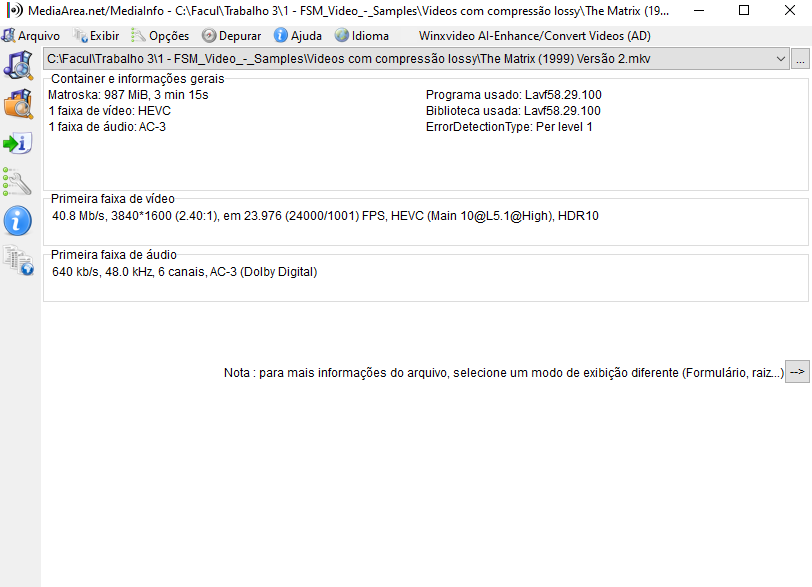 MediaArea.net/MediaInfo - C:\Facul\Trabalho 3\1 - FSM_Video_-_Samples\Videos com compressão lossy\The Matrix (19...
Arquivo Exibir Opções Depurar Ajuda Idioma Winxvideo AI-Enhance/Convert Videos (AD)
C:\Facul\Trabalho 3\1 - FSM_Video_-_Samples\Videos com compressão lossy\The Matrix (1999) Versão 2.mkv ...
Container e informações gerais
Matroska: 987 MiB, 3 min 15s Programa usado: Lavf58.29.100
1 faixa de vídeo: HEVC Biblioteca usada: Lavf58.29.100
1 faixa de áudio: AC-3 ErrorDetectionType: Per level 1
Primeira faixa de vídeo
40.8 Mb/s, 3840*1600 (2.40:1), em 23.976 (24000/1001) FPS, HEVC (Main 10@L5.1@High), HDR10
Primeira faixa de áudio
640 kb/s, 48.0 kHz, 6 canais, AC-3 (Dolby Digital)
Nota : para mais informações do arquivo, selecione um modo de exibição diferente (Formulário, raiz...) -->